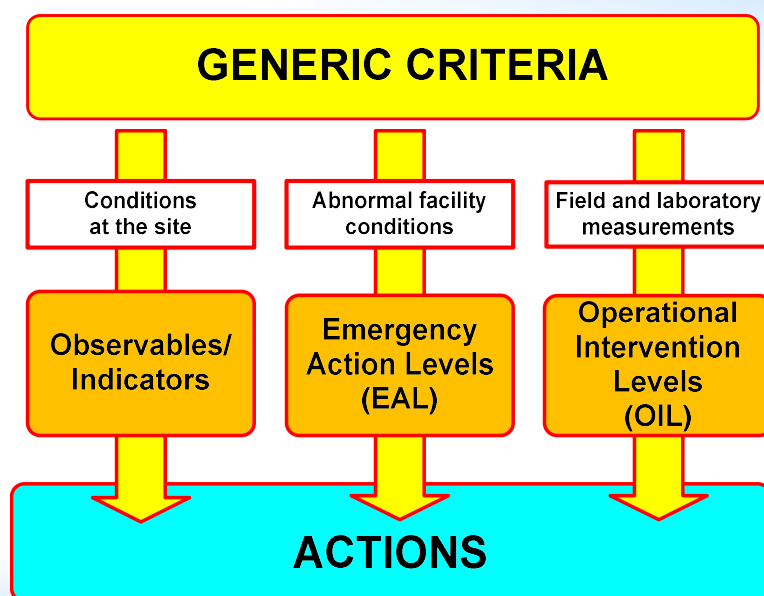 GENERIC CRITERIA
Conditions
at the site
Abnormal facility
conditions
Field and laboratory
measurements
Observables/
Indicators
Emergency
Action Levels
(EAL)
Operational
Intervention
Levels
(OIL)
ACTIONS